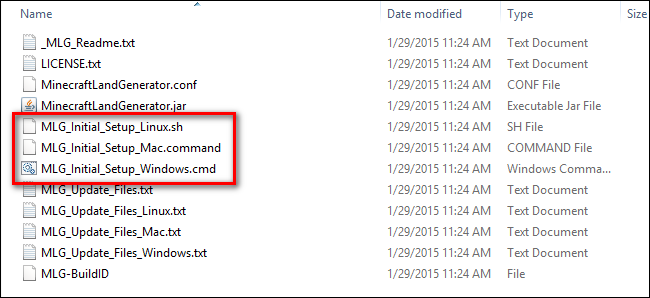 Name Date modified Type Size
_MLG_Readme.txt 1/29/2015 11:24 AM Text Document
LICENSE.txt 1/29/2015 11:24 AM Text Document
MinecraftLandGenerator.conf 1/29/2015 11:24 AM CONF File
MinecraftLandGenerator.jar 1/29/2015 11:24 AM Executable Jar File
MLG_Initial_Setup_Linux.sh 1/29/2015 11:24 AM SH File
MLG_Initial_Setup_Mac.command 1/29/2015 11:24 AM COMMAND File
MLG_Initial_Setup_Windows.cmd 1/29/2015 11:24 AM Windows Comma...
MLG_Update_Files.txt 1/29/2015 11:24 AM Text Document
MLG_Update_Files_Linux.txt 1/29/2015 11:24 AM Text Document
MLG_Update_Files_Mac.txt 1/29/2015 11:24 AM Text Document
MLG_Update_Files_Windows.txt 1/29/2015 11:24 AM Text Document
MLG-BuildID 1/29/2015 11:24 AM File